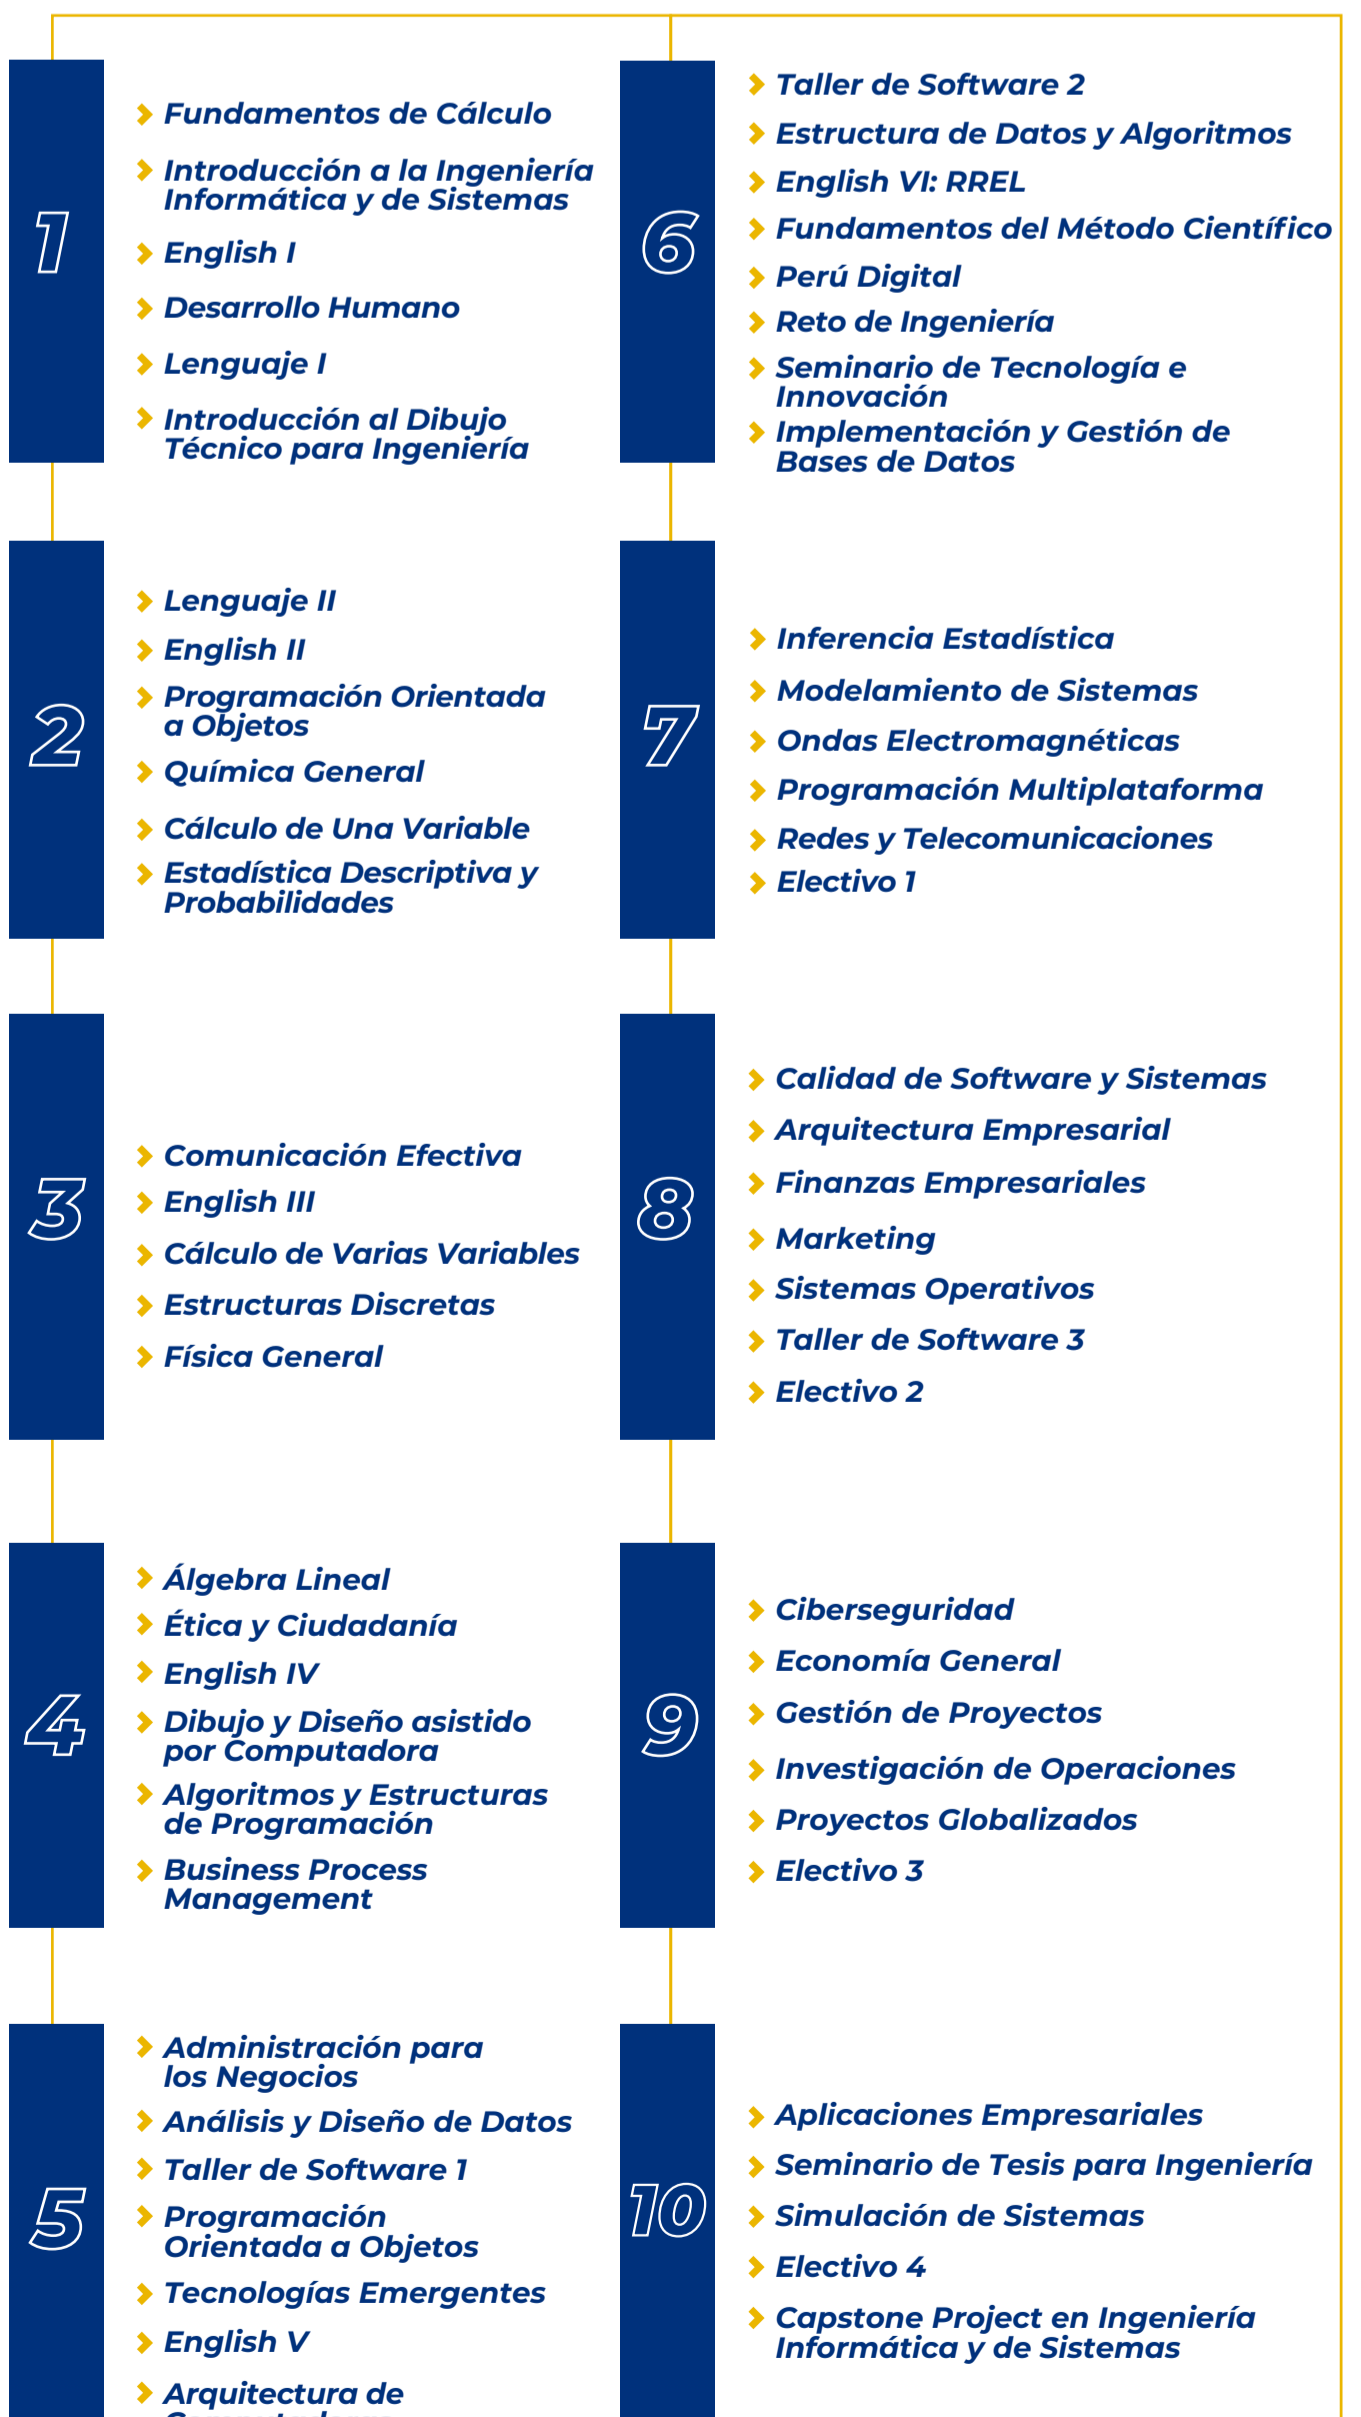 1
Fundamentos de Cálculo
Introducción a la Ingeniería
Informática y de Sistemas
English I
Desarrollo Humano
Lenguaje I
Introducción al Dibujo
Técnico para Ingeniería
2
Lenguaje II
English II
Programación Orientada
a Objetos
Química General
Cálculo de Una Variable
Estadística Descriptiva y
Probabilidades
3
Comunicación Efectiva
English III
Cálculo de Varias Variables
Estructuras Discretas
Física General
4
Álgebra Lineal
Ética y Ciudadanía
English IV
Dibujo y Diseño asistido
por Computadora
Algoritmos y Estructuras
de Programación
Business Process
Management
5
Administración para
los Negocios
Análisis y Diseño de Datos
Taller de Software 1
Programación
Orientada a Objetos
Tecnologías Emergentes
English V
Arquitectura de
6
Taller de Software 2
Estructura de Datos y Algoritmos
English VI: RREL
Fundamentos del Método Científico
Perú Digital
Reto de Ingeniería
Seminario de Tecnología e
Innovación
Implementación y Gestión de
Bases de Datos
7
Inferencia Estadística
Modelamiento de Sistemas
Ondas Electromagnéticas
Programación Multiplataforma
Redes y Telecomunicaciones
Electivo 1
8
Calidad de Software y Sistemas
Arquitectura Empresarial
Finanzas Empresariales
Marketing
Sistemas Operativos
Taller de Software 3
Electivo 2
9
Ciberseguridad
Economía General
Gestión de Proyectos
Investigación de Operaciones
Proyectos Globalizados
Electivo 3
10
Aplicaciones Empresariales
Seminario de Tesis para Ingeniería
Simulación de Sistemas
Electivo 4
Capstone Project en Ingeniería
Informática y de Sistemas